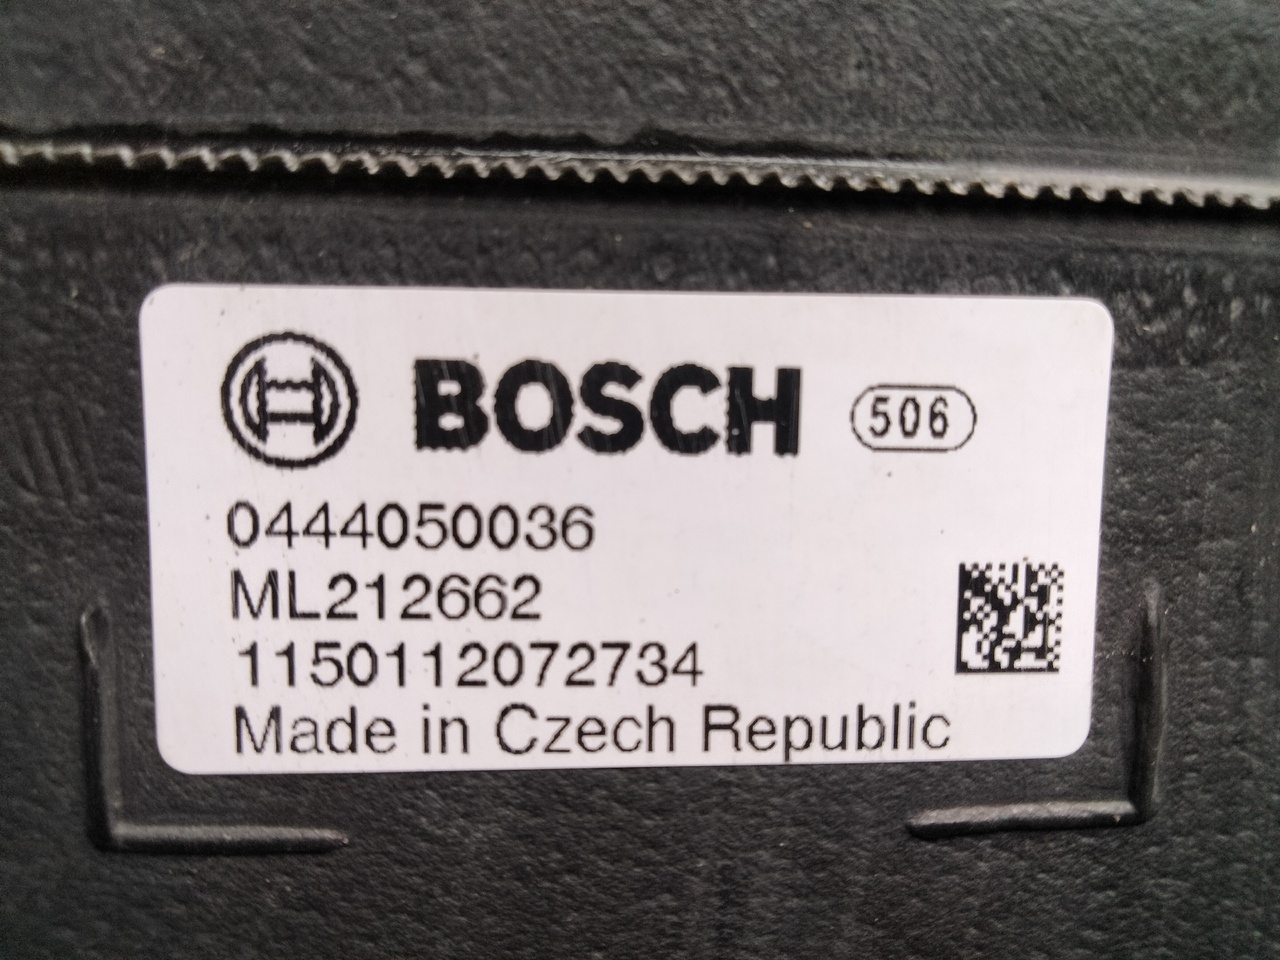 BOSCH 506
0444050036
ML212662
1150112072734
Made in Czech Republic